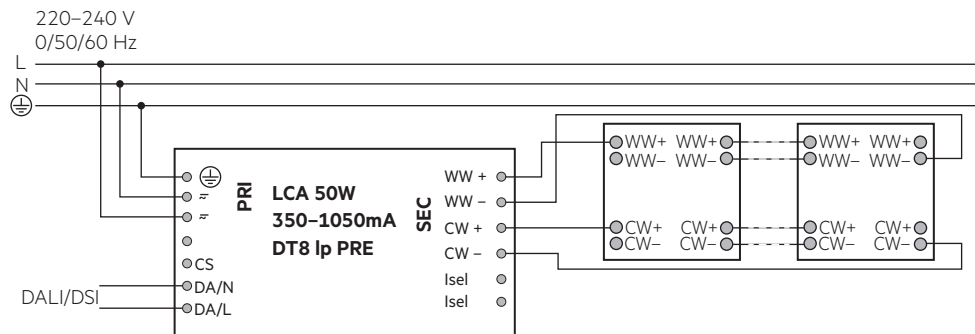 220–240 V
0/50/60 Hz
L
N
PRI
LCA 50W
350–1050mA
DT8 lp PRE
SEC
CS
DA/N
DA/L
DALI/DSI
WW +
WW –
CW +
CW –
Isel
Isel
WW+ WW+
WW– WW–
CW+ CW+
CW– CW–
WW+ WW+
WW– WW–
CW+ CW+
CW– CW–